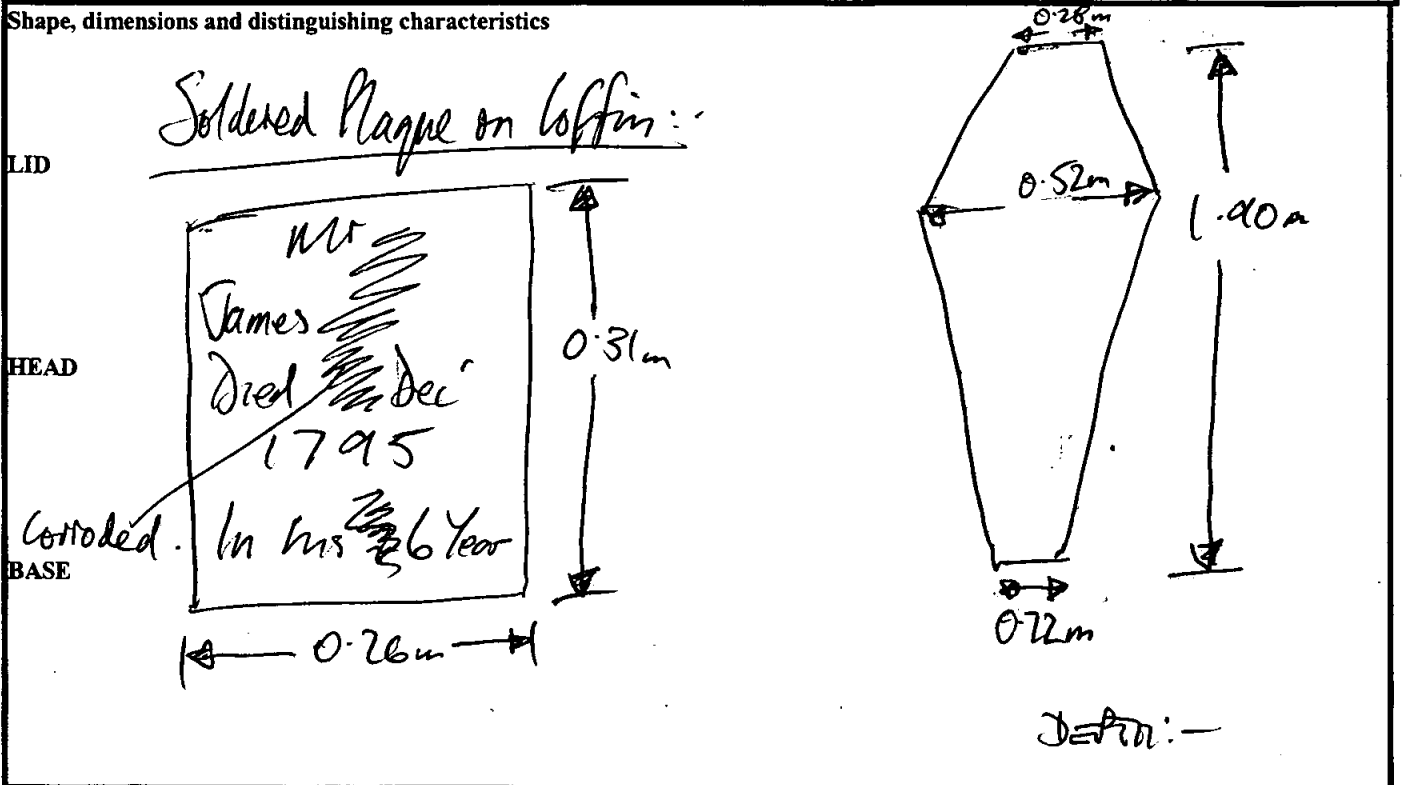 Shape, dimensions and distinguishing characteristics
Soldered Plaque on Coffin:-
LID
HEAD
BASE
Mr
James
Died Dec
1795
In his 6 Year
Corroded.
0.31m
0.26m
0.28m
0.52m
1.90m
0.22m
DEPTH:-